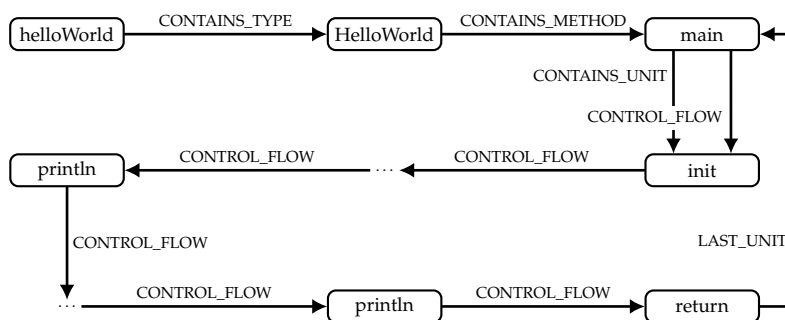 CONTAINS_TYPE CONTAINS_METHOD
helloWorld HelloWorld main
CONTAINS_UNIT
CONTROL_FLOW
CONTROL_FLOW CONTROL_FLOW
println ... init
CONTROL_FLOW
LAST_UNIT
CONTROL_FLOW CONTROL_FLOW
... println return